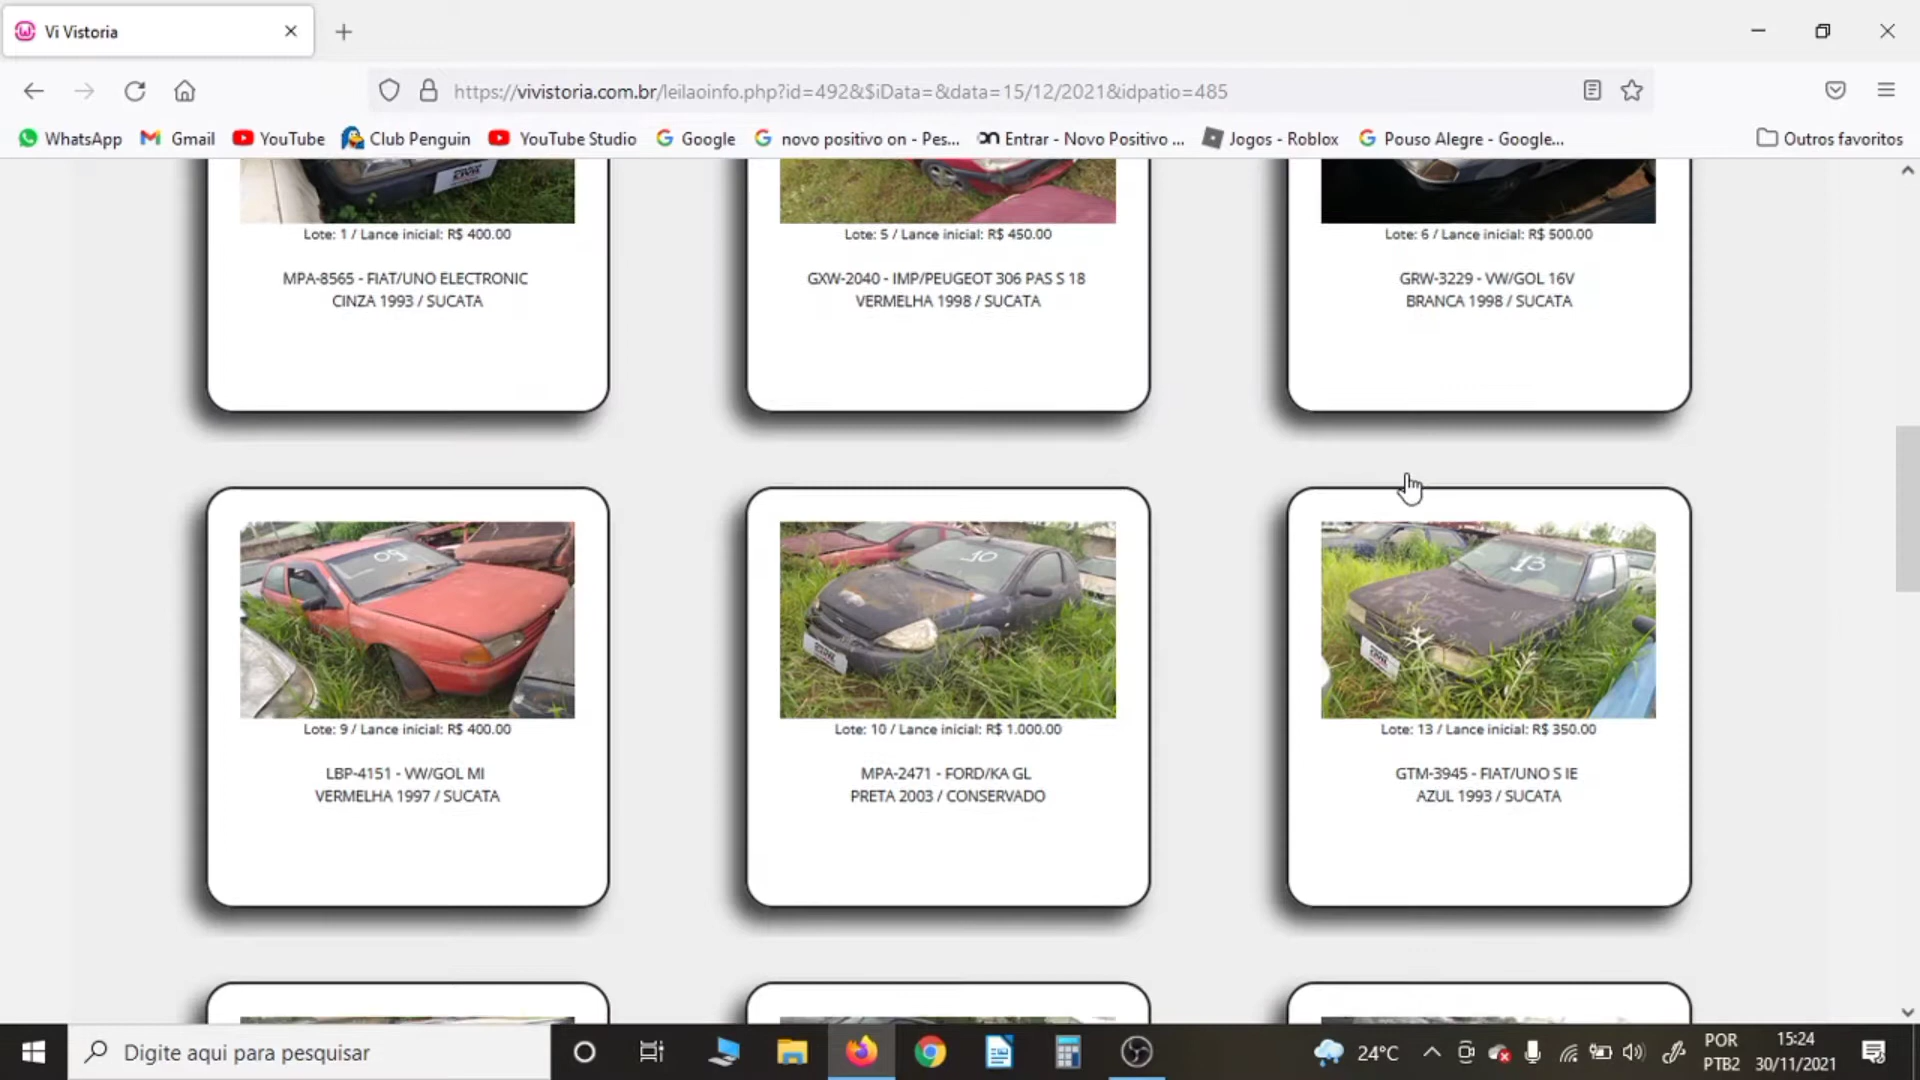 Vi Vistoria
https://vivistoria.com.br/leilaoinfo.php?id=492&$iData=&data=15/12/2021&idpatio=485
WhatsApp
Gmail
YouTube
Club Penguin
YouTube Studio
Google
novo positivo on - Pes...
Entrar - Novo Positivo ...
Jogos - Roblox
Pouso Alegre - Google...
Outros favoritos
Lote: 1 / Lance inicial: R$ 400.00
MPA-8565 - FIAT/UNO ELECTRONIC
CINZA 1993 / SUCATA
Lote: 5 / Lance inicial: R$ 450.00
GXW-2040 - IMP/PEUGEOT 306 PAS S 18
VERMELHA 1998 / SUCATA
Lote: 6 / Lance inicial: R$ 500.00
GRW-3229 - VW/GOL 16V
BRANCA 1998 / SUCATA
L 09
Lote: 9 / Lance inicial: R$ 400.00
LBP-4151 - VW/GOL MI
VERMELHA 1997 / SUCATA
10
Lote: 10 / Lance inicial: R$ 1.000.00
MPA-2471 - FORD/KA GL
PRETA 2003 / CONSERVADO
13
Lote: 13 / Lance inicial: R$ 350.00
GTM-3945 - FIAT/UNO S IE
AZUL 1993 / SUCATA
Digite aqui para pesquisar
24°C
POR
PTB2
15:24
30/11/2021